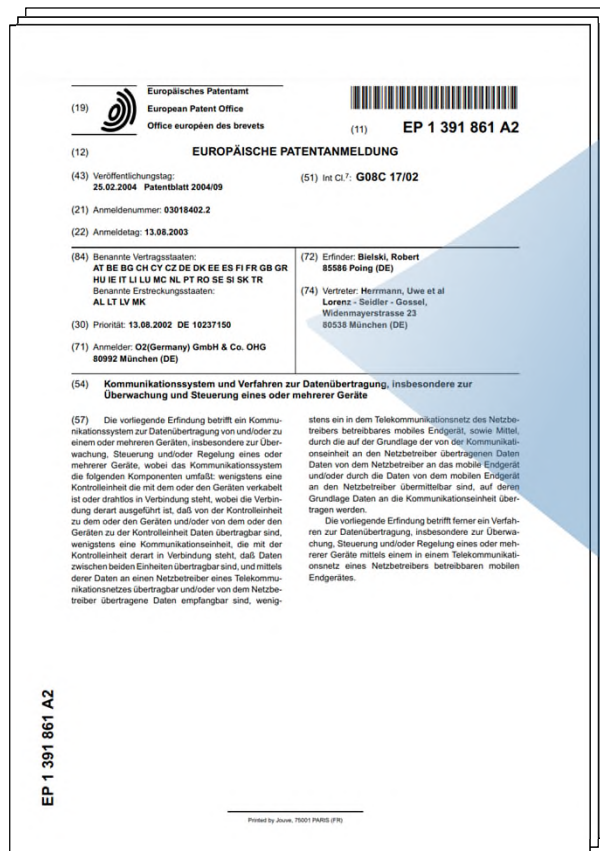 Europäisches Patentamt
(19)
European Patent Office
Office européen des brevets
(11) EP 1 391 861 A2
(12) EUROPÄISCHE PATENTANMELDUNG
(43) Veröffentlichungstag:
25.02.2004 Patentblatt 2004/09
(51) Int Cl.7: G08C 17/02
(21) Anmeldenummer: 03018402.2
(22) Anmeldetag: 13.08.2003
(84) Benannte Vertragsstaaten:
AT BE BG CH CY CZ DE DK EE ES FI FR GB GR
HU IE IT LI LU MC NL PT RO SE SI SK TR
Benannte Erstreckungsstaaten:
AL LT LV MK
(30) Priorität: 13.08.2002 DE 10237150
(71) Anmelder: O2(Germany) GmbH & Co. OHG
80992 München (DE)
(72) Erfinder: Bielski, Robert
85586 Poing (DE)
(74) Vertreter: Herrmann, Uwe et al
Lorenz - Seidler - Gossel,
Widenmayerstrasse 23
80538 München (DE)
(54) Kommunikationssystem und Verfahren zur Datenübertragung, insbesondere zur
Überwachung und Steuerung eines oder mehrerer Geräte
(57) Die vorliegende Erfindung betrifft ein Kommu-
nikationssystem zur Datenübertragung von und/oder zu
einem oder mehreren Geräten, insbesondere zur Über-
wachung, Steuerung und/oder Regelung eines oder
mehrerer Geräte, wobei das Kommunikationssystem
die folgenden Komponenten umfaßt: wenigstens eine
Kontrolleinheit die mit dem oder den Geräten verkabelt
ist oder drahtlos in Verbindung steht, wobei die Verbin-
dung derart ausgeführt ist, daß von der Kontrolleinheit
zu dem oder den Geräten und/oder von dem oder den
Geräten zu der Kontrolleinheit Daten übertragbar sind,
wenigstens eine Kommunikationseinheit, die mit der
Kontrolleinheit derart in Verbindung steht, daß Daten
zwischen beiden Einheiten übertragbar sind, und mittels
derer Daten an einen Netzbetreiber eines Telekommu-
nikationsnetzes übertragbar und/oder von dem Netzbe-
treiber übertragene Daten empfangbar sind, wenig-
stens ein in dem Telekommunikationsnetz des Netzbe-
treibers betreibbares mobiles Endgerät, sowie Mittel,
durch die auf der Grundlage der von der Kommunikati-
onseinheit an den Netzbetreiber übertragenen Daten
Daten von dem Netzbetreiber an das mobile Endgerät
und/oder durch die Daten von dem mobilen Endgerät
an den Netzbetreiber übermittelbar sind, auf deren
Grundlage Daten an die Kommunikationseinheit über-
tragen werden.
Die vorliegende Erfindung betrifft ferner ein Verfah-
ren zur Datenübertragung, insbesondere zur Überwa-
chung, Steuerung und/oder Regelung eines oder meh-
rerer Geräte mittels einem in einem Telekommunikati-
onsnetz eines Netzbetreibers betreibbaren mobilen
Endgerätes.
EP 1 391 861 A2
Printed by Jouve, 75001 PARIS (FR)